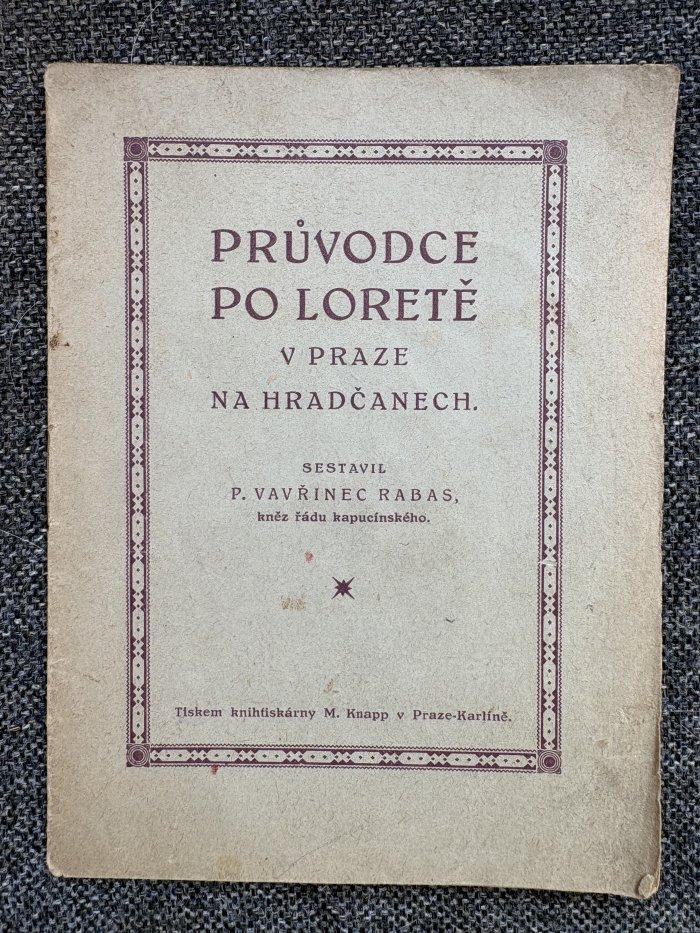 PRŮVODCE
PO LORETĚ
V PRAZE
NA HRADČANECH.
SESTAVIL
P. VAVŘINEC RABAS,
kněz řádu kapucínského.
Tiskem knihtiskárny M. Knapp v Praze-Karlíně.